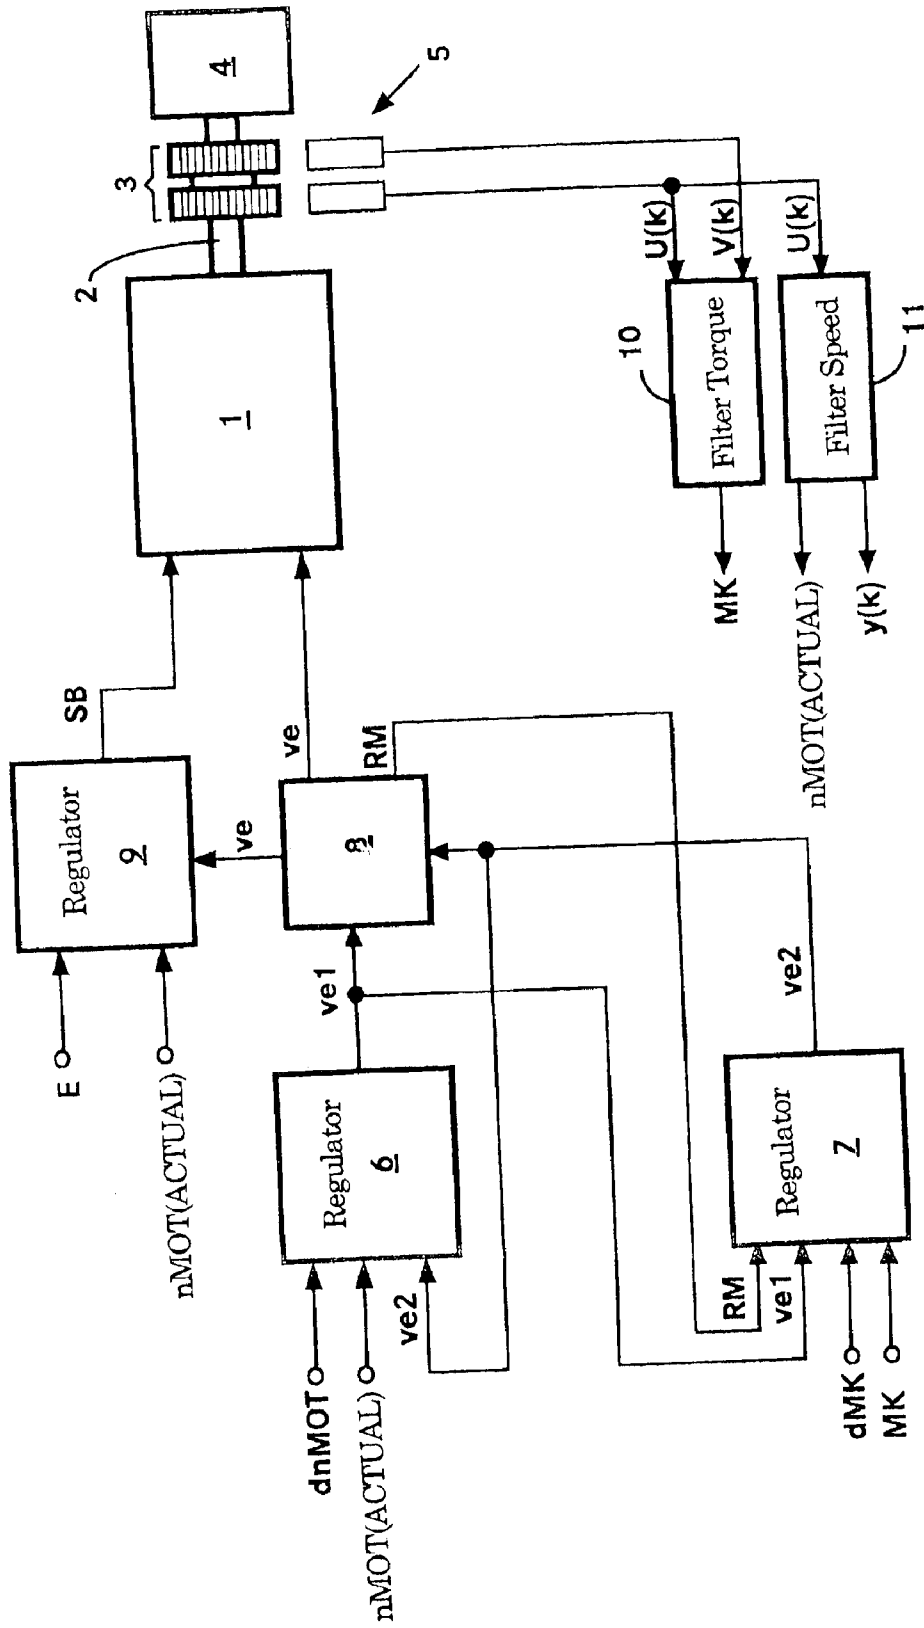 E
nMOT(ACTUAL)
Regulator
9
SB
ve
dnMOT
nMOT(ACTUAL)
ve2
Regulator
6
ve1
8
ve
RM
1
2
3
4
5
RM
ve1
dMK
MK
Regulator
7
ve2
MK
10
Filter Torque
U(k)
V(k)
nMOT(ACTUAL)
y(k)
Filter Speed
11
U(k)